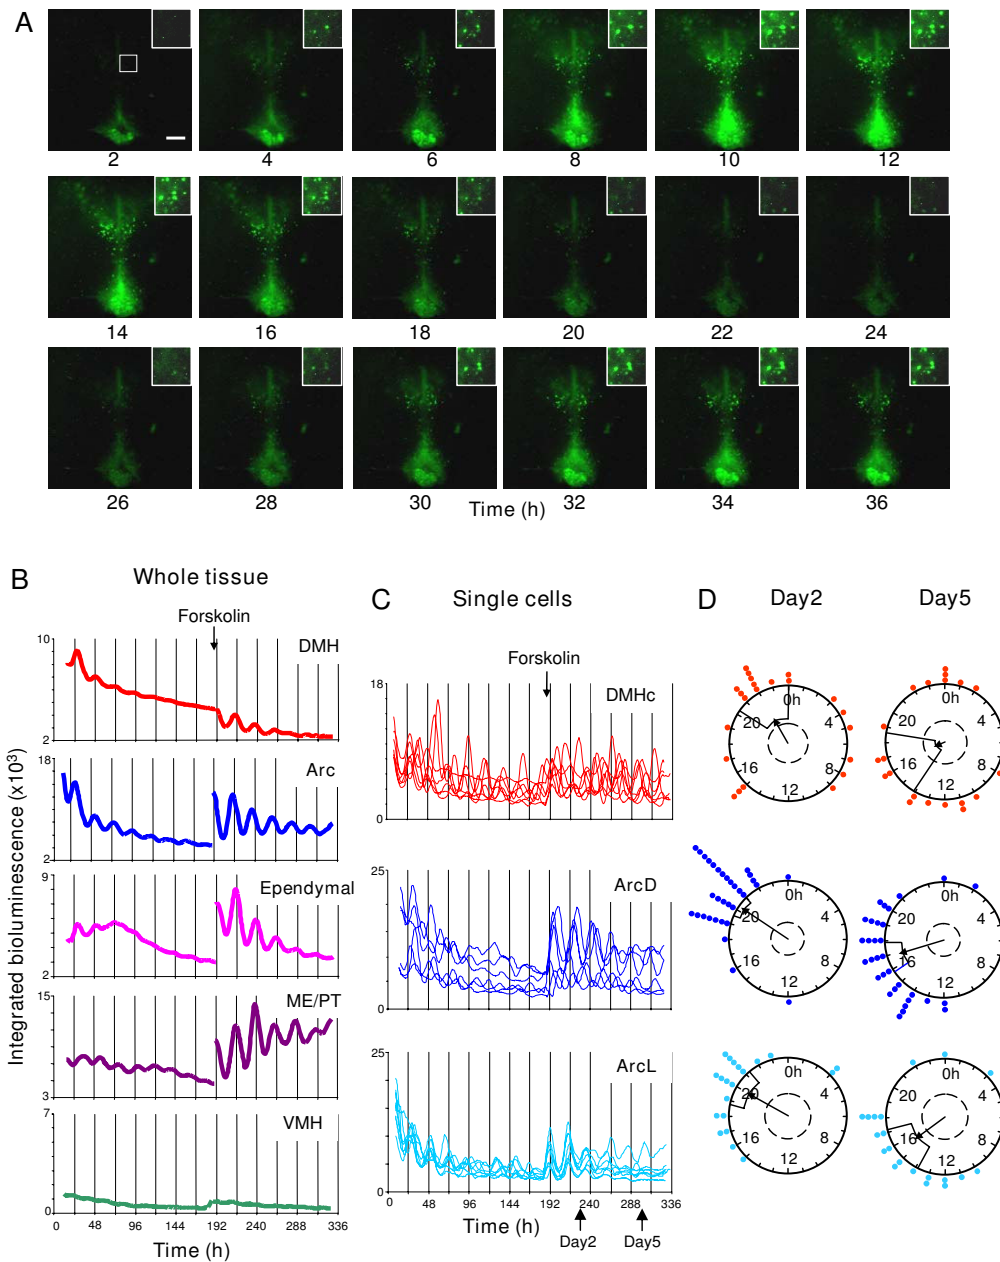 A
2 4 6 8 10 12
14 16 18 20 22 24
26 28 30 32 34 36
Time (h)
B
Whole tissue
Integrated bioluminescence (x10³)
Forskolin
DMH
10
2
Arc
18
2
Ependymal
9
2
ME/PT
15
3
VMH
7
0
0 48 96 144 192 240 288 336
Time (h)
C
Single cells
Forskolin
DMHc
18
0
ArcD
25
0
ArcL
25
0
0 48 96 144 192 240 288 336
Time (h)
Day2
Day5
D
Day2
Day5
0h 4 8 12 16 20
0h 4 8 12 16 20
0h 4 8 12 16 20
0h 4 8 12 16 20
0h 4 8 12 16 20
0h 4 8 12 16 20